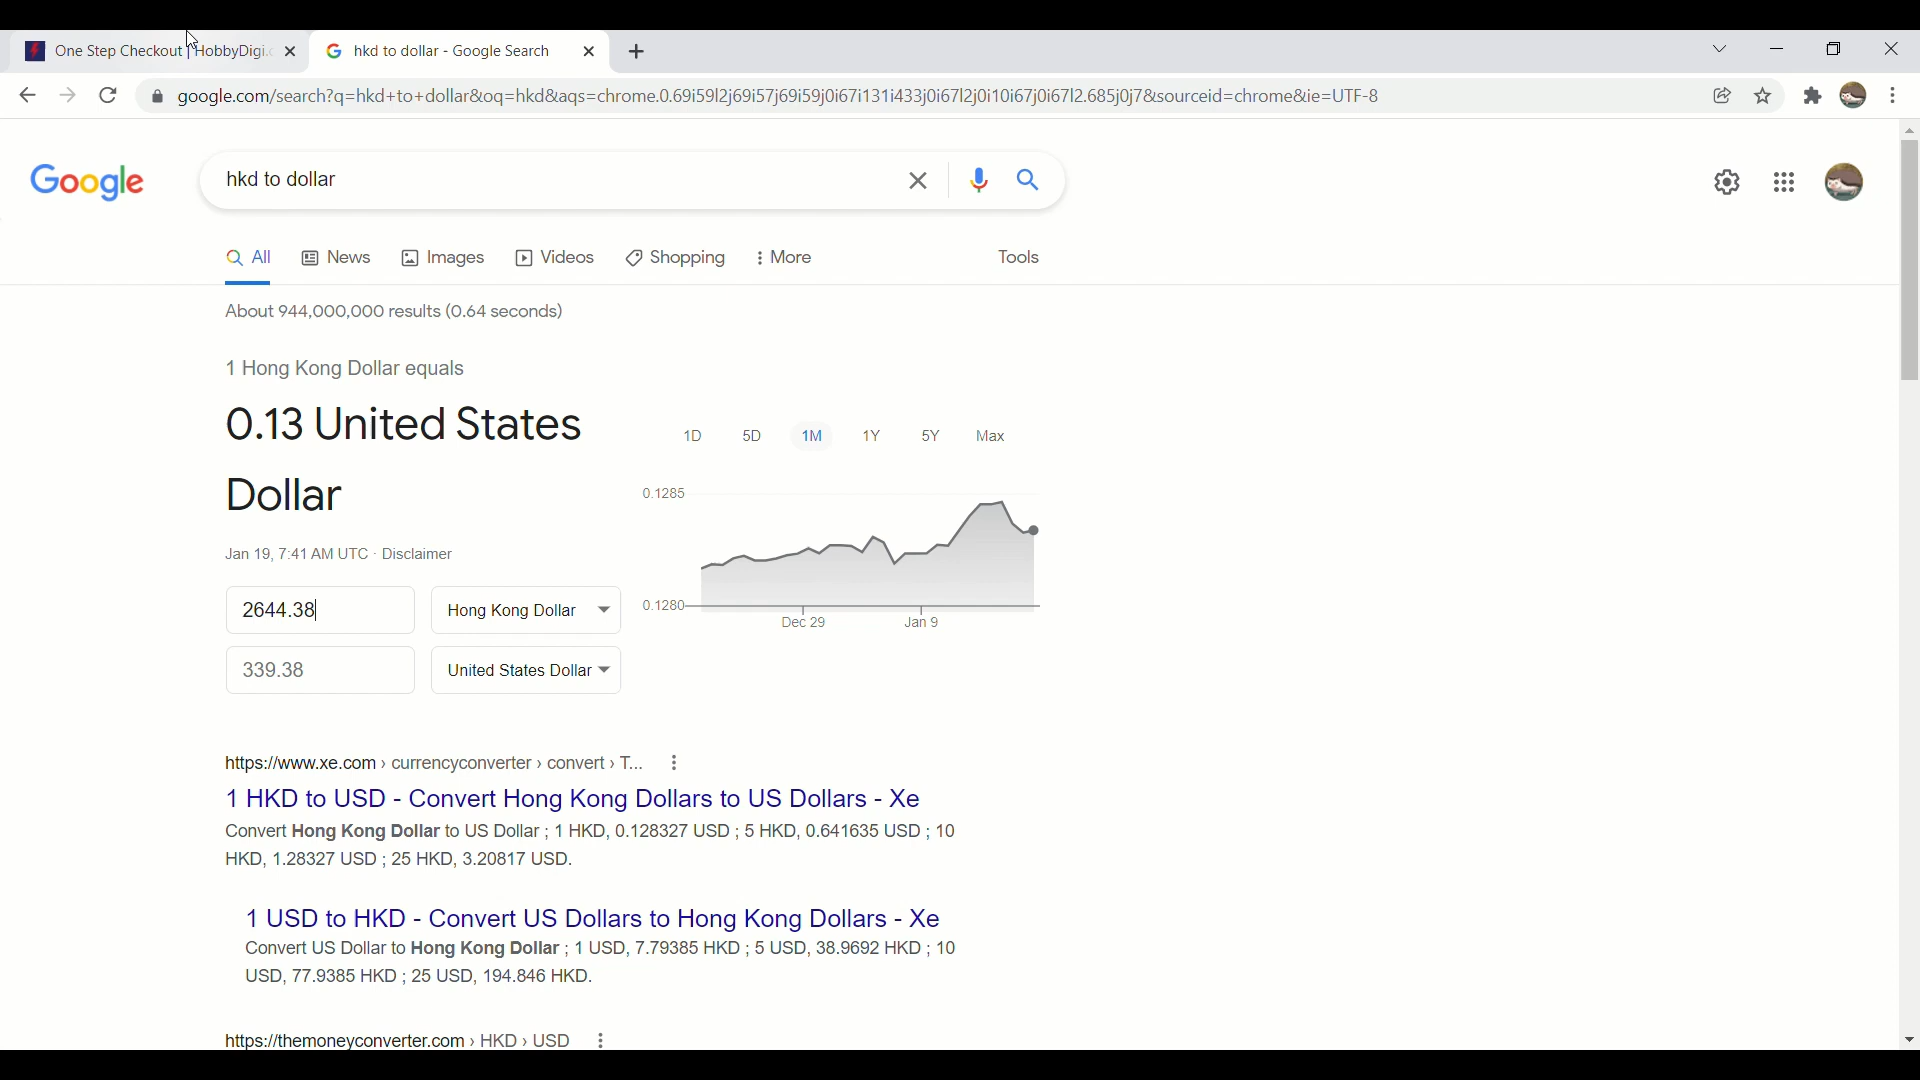 One Step Checkout | HobbyDigi.c
hkd to dollar - Google Search
google.com/search?q=hkd+to+dollar&oq=hkd&aqs=chrome.0.69i59l2j69i57j69i59j0i67i131i433j0i67l2j0i10i67j0i67l2.685j0j7&sourceid=chrome&ie=UTF-8
Google
hkd to dollar
All News Images Videos Shopping More Tools
About 944,000,000 results (0.64 seconds)
1 Hong Kong Dollar equals
0.13 United States
Dollar
Jan 19, 7:41 AM UTC · Disclaimer
2644.38 Hong Kong Dollar
339.38 United States Dollar
1D 5D 1M 1Y 5Y Max
0.1285
0.1280
Dec 29 Jan 9
https://www.xe.com › currencyconverter › convert › T...
1 HKD to USD - Convert Hong Kong Dollars to US Dollars - Xe
Convert Hong Kong Dollar to US Dollar ; 1 HKD, 0.128327 USD ; 5 HKD, 0.641635 USD ; 10
HKD, 1.28327 USD ; 25 HKD, 3.20817 USD.
1 USD to HKD - Convert US Dollars to Hong Kong Dollars - Xe
Convert US Dollar to Hong Kong Dollar ; 1 USD, 7.79385 HKD ; 5 USD, 38.9692 HKD ; 10
USD, 77.9385 HKD ; 25 USD, 194.846 HKD.
https://themoneyconverter.com › HKD › USD